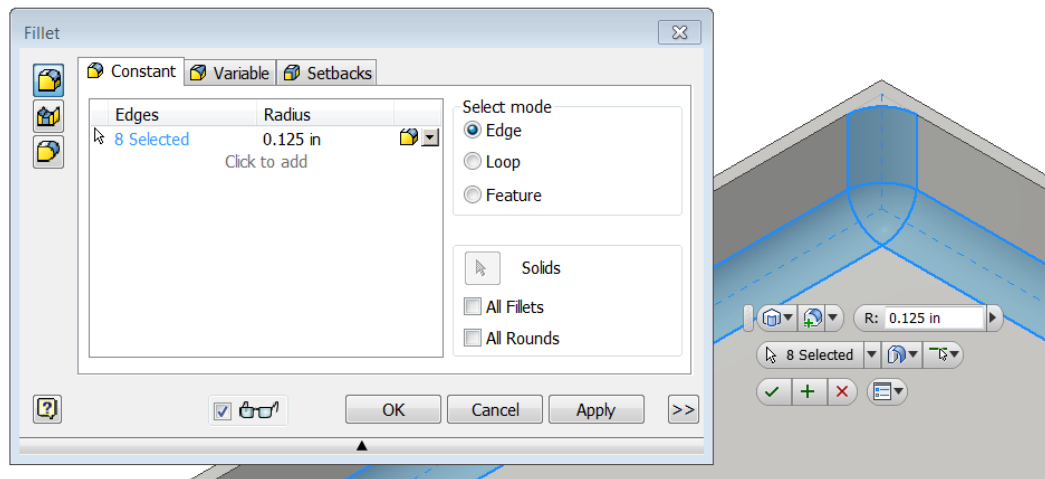 Fillet
Constant Variable Setbacks
Edges Radius
8 Selected 0.125 in
Click to add
Select mode
Edge
Loop
Feature
Solids
All Fillets
All Rounds
OK Cancel Apply >>
R: 0.125 in
8 Selected